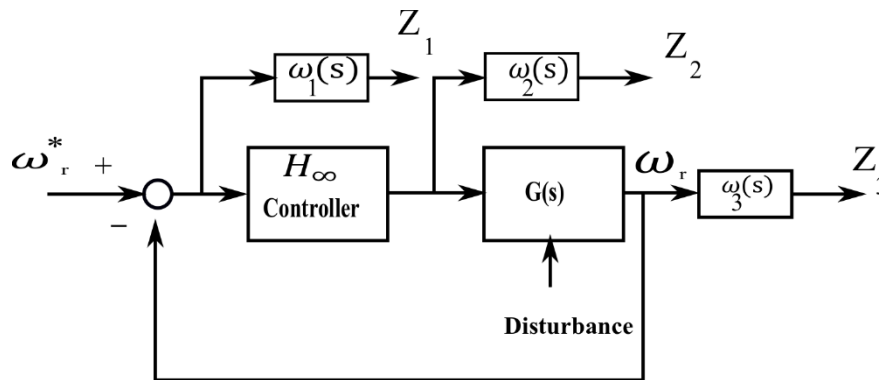 Z₁
Z₂
ω₁(s)
ω₂(s)
ω*ᵣ
+
−
H∞
Controller
G(s)
ωᵣ
ω₃(s)
Z₃
Disturbance